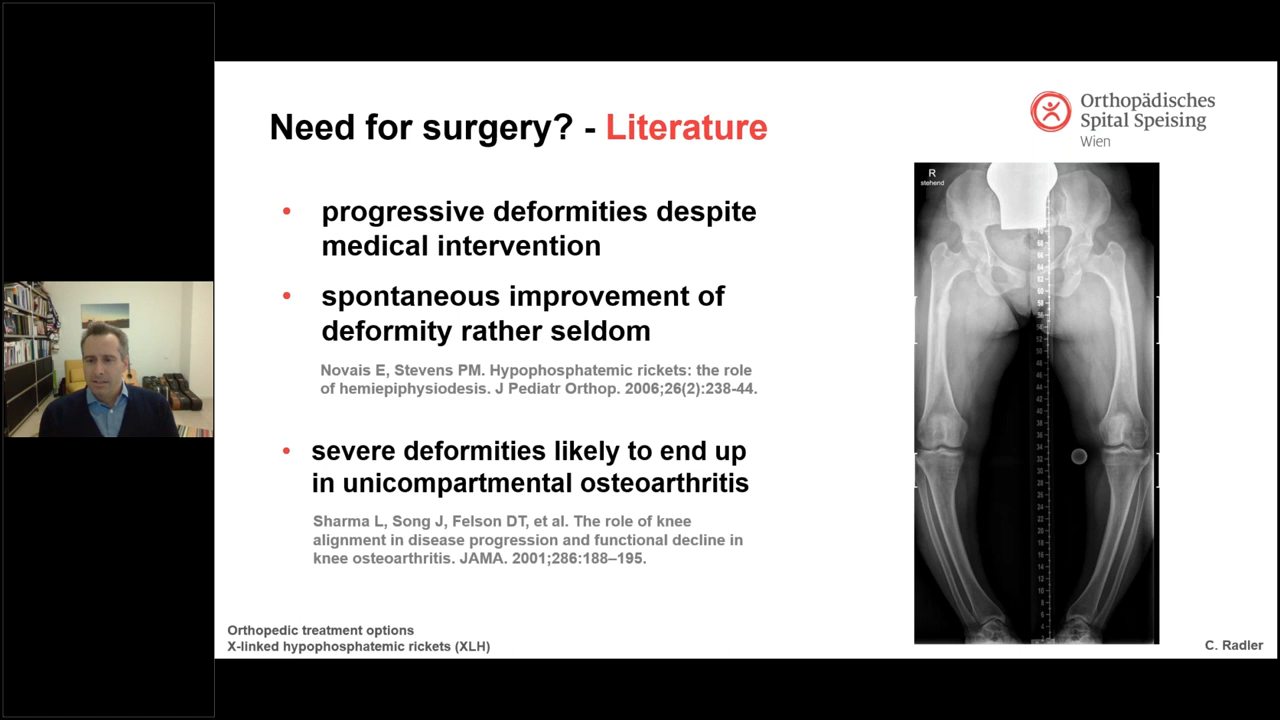 Need for surgery? - Literature
Orthopädisches
Spital Speising
Wien
R
stehend
• progressive deformities despite
medical intervention
• spontaneous improvement of
deformity rather seldom
Novais E, Stevens PM. Hypophosphatemic rickets: the role
of hemiepiphysiodesis. J Pediatr Orthop. 2006;26(2):238-44.
• severe deformities likely to end up
in unicompartmental osteoarthritis
Sharma L, Song J, Felson DT, et al. The role of knee
alignment in disease progression and functional decline in
knee osteoarthritis. JAMA. 2001;286:188–195.
Orthopedic treatment options
X-linked hypophosphatemic rickets (XLH)
C. Radler